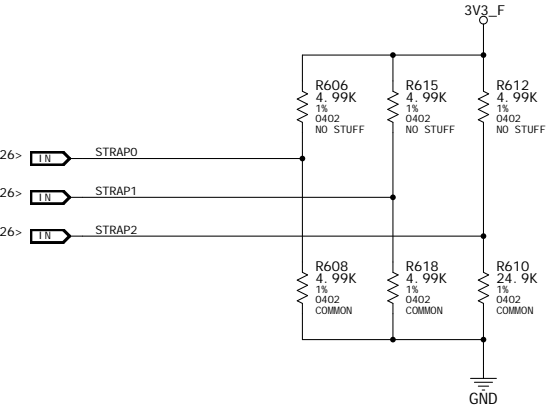 3V3_F
R606
4.99K
1%
0402
NO STUFF
R615
4.99K
1%
0402
NO STUFF
R612
4.99K
1%
0402
NO STUFF
26> IN STRAP0
26> IN STRAP1
26> IN STRAP2
R608
4.99K
1%
0402
COMMON
R618
4.99K
1%
0402
COMMON
R610
24.9K
1%
0402
COMMON
GND